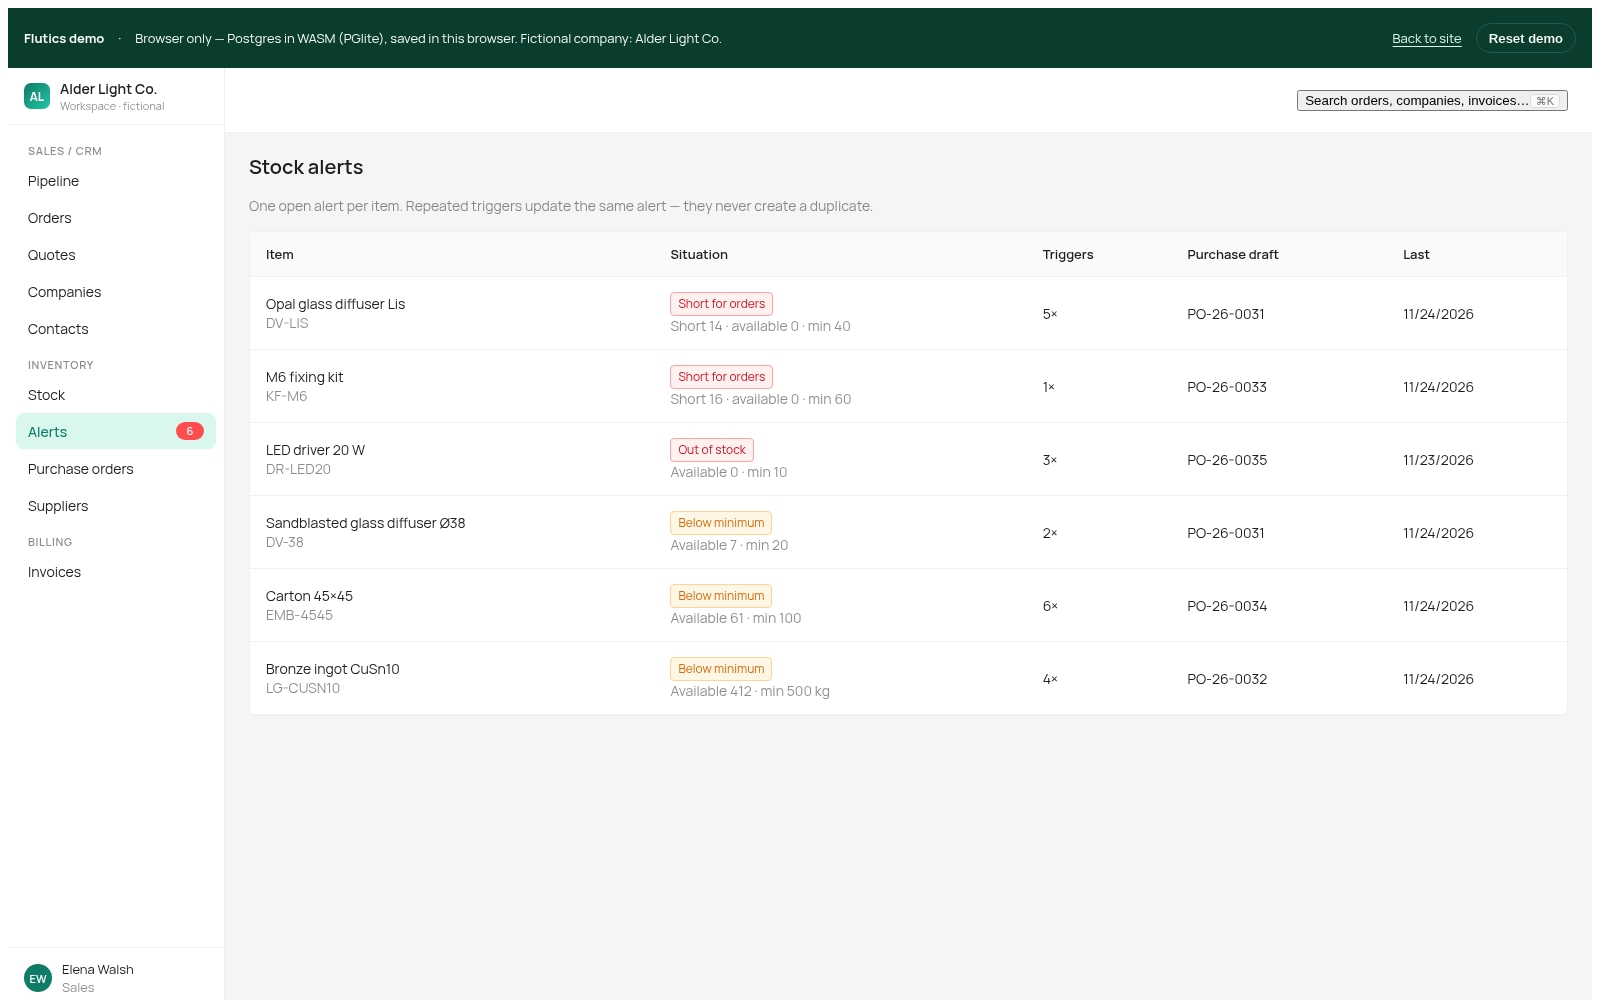 Flutics demo · Browser only — Postgres in WASM (PGlite), saved in this browser. Fictional company: Alder Light Co. Back to site Reset demo
AL Alder Light Co.
Workspace · fictional
Search orders, companies, invoices... ⌘K
SALES / CRM
Pipeline
Orders
Quotes
Companies
Contacts
INVENTORY
Stock
Alerts 6
Purchase orders
Suppliers
BILLING
Invoices
EW Elena Walsh
Sales
Stock alerts
One open alert per item. Repeated triggers update the same alert — they never create a duplicate.
Item Situation Triggers Purchase draft Last
Opal glass diffuser Lis Short for orders 5× PO-26-0031 11/24/2026
DV-LIS Short 14 · available 0 · min 40
M6 fixing kit Short for orders 1× PO-26-0033 11/24/2026
KF-M6 Short 16 · available 0 · min 60
LED driver 20 W Out of stock 3× PO-26-0035 11/23/2026
DR-LED20 Available 0 · min 10
Sandblasted glass diffuser Ø38 Below minimum 2× PO-26-0031 11/24/2026
DV-38 Available 7 · min 20
Carton 45×45 Below minimum 6× PO-26-0034 11/24/2026
EMB-4545 Available 61 · min 100
Bronze ingot CuSn10 Below minimum 4× PO-26-0032 11/24/2026
LG-CUSN10 Available 412 · min 500 kg